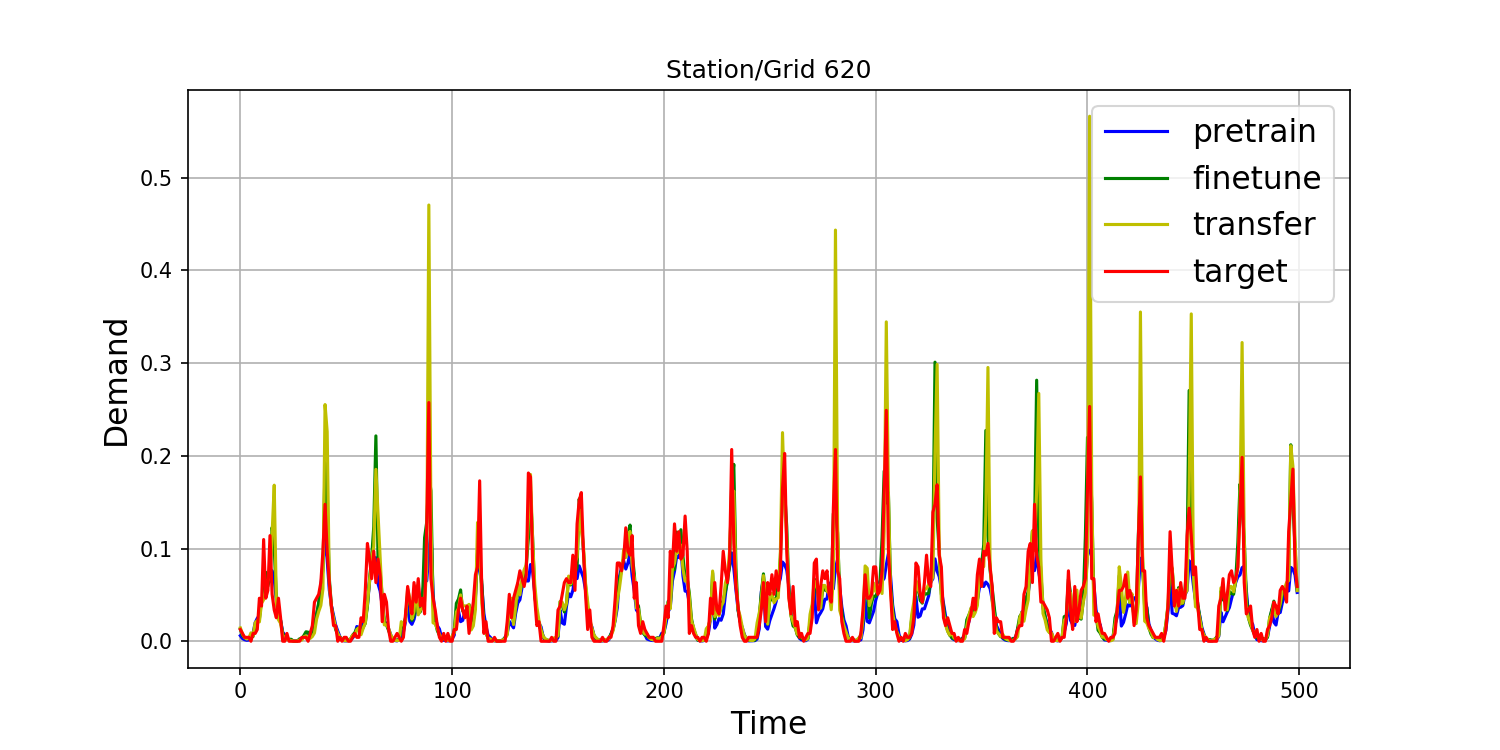 Station/Grid 620
Demand
0.5
0.4
0.3
0.2
0.1
0.0
0 100 200 300 400 500
Time
pretrain
finetune
transfer
target